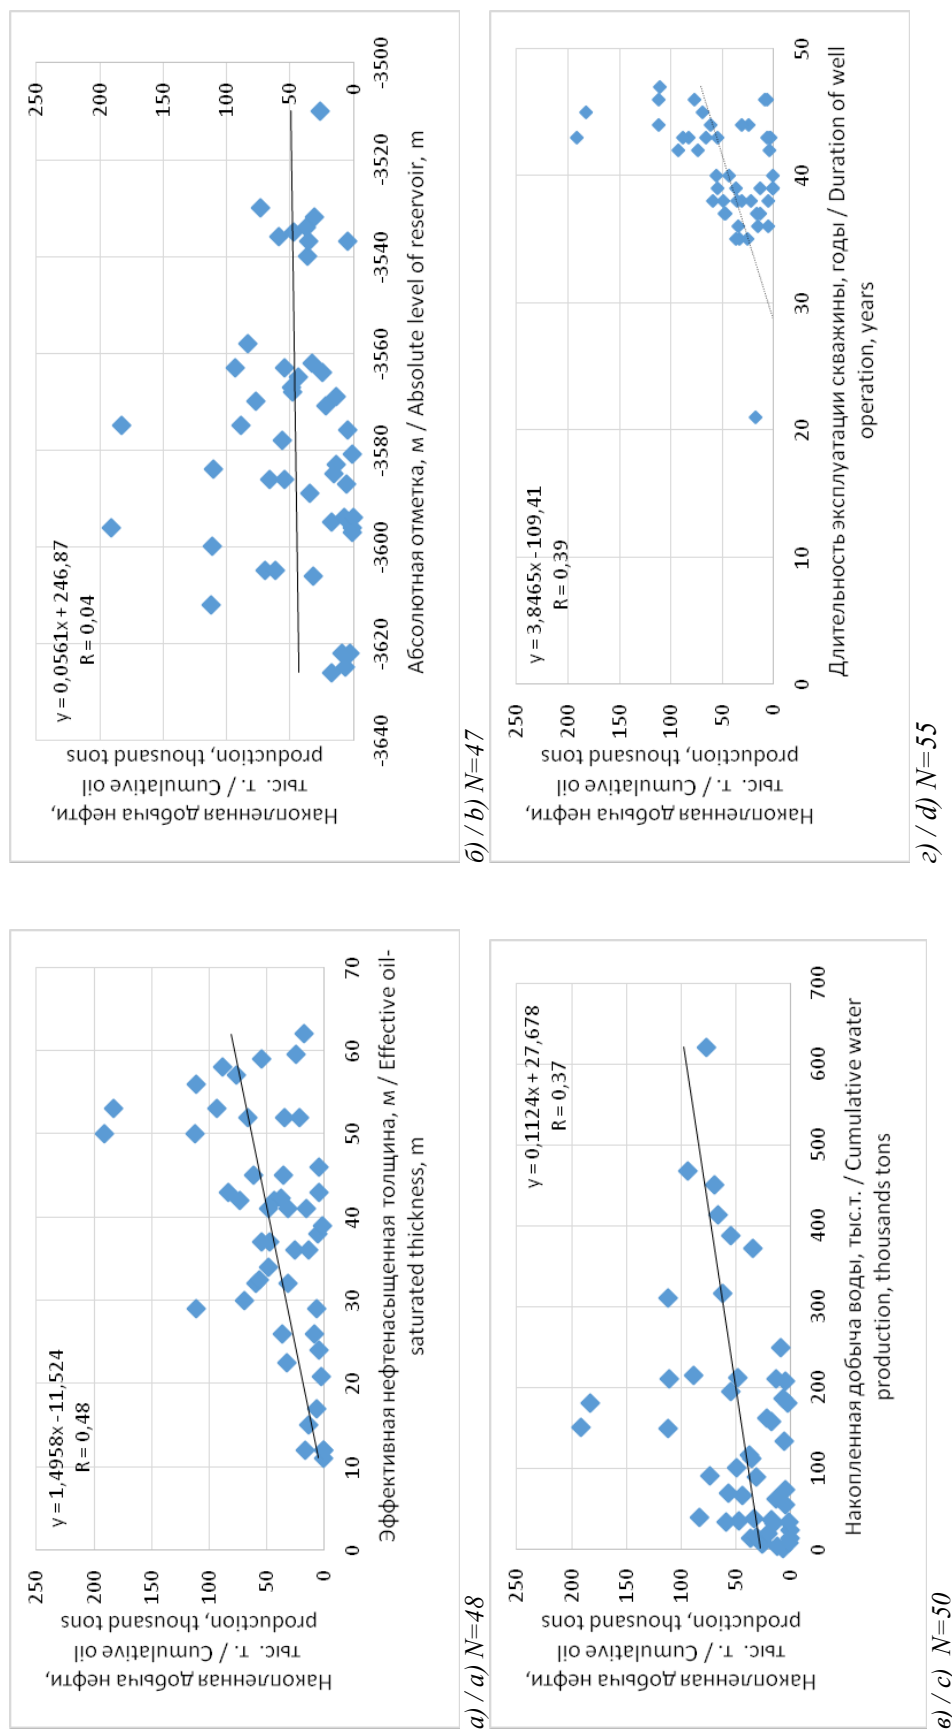 250
200
150
100
50
0
y = 1,4958x - 11,524
R = 0,48
0
10
20
30
40
50
60
70
Накопленная добыча нефти,
тыс. т. / Cumulative oil
production, thousand tons
Эффективная нефтенасыщенная толщина, м / Effective oil-
saturated thickness, m
а) / a) N=48
250
200
150
100
50
0
y = 0,0561x + 246,87
R = 0,04
-3640
-3620
-3600
-3580
-3560
-3540
-3520
-3500
Накопленная добыча нефти,
тыс. т. / Cumulative oil
production, thousand tons
Абсолютная отметка, м / Absolute level of reservoir, m
б) / b) N=47
250
200
150
100
50
0
y = 0,1124x + 27,678
R = 0,37
0
100
200
300
400
500
600
700
Накопленная добыча нефти,
тыс. т. / Cumulative oil
production, thousand tons
Накопленная добыча воды, тыс.т. / Cumulative water
production, thousands tons
в) / c) N=50
250
200
150
100
50
0
y = 3,8465x - 109,41
R = 0,39
0
10
20
30
40
50
Накопленная добыча нефти,
тыс. т. / Cumulative oil
production, thousand tons
Длительность эксплуатации скважины, годы / Duration of well
operation, years
г) / d) N=55